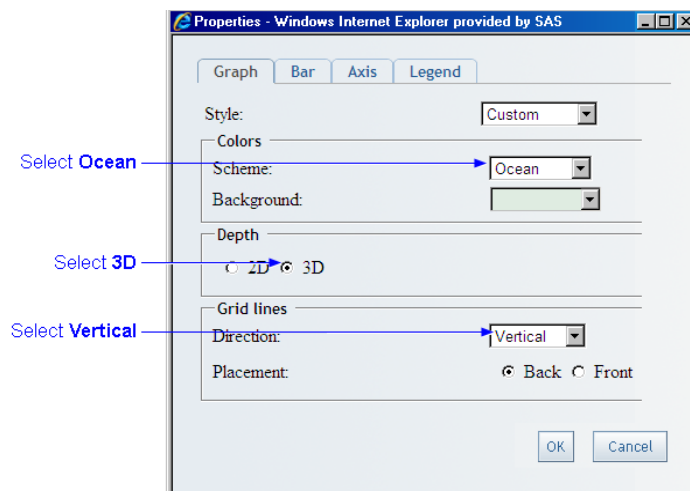 Properties - Windows Internet Explorer provided by SAS
Graph Bar Axis Legend
Style: Custom
Colors
Select Ocean Scheme: Ocean
Background:
Depth
Select 3D 2D 3D
Grid lines
Select Vertical Direction: Vertical
Placement: Back Front
OK Cancel